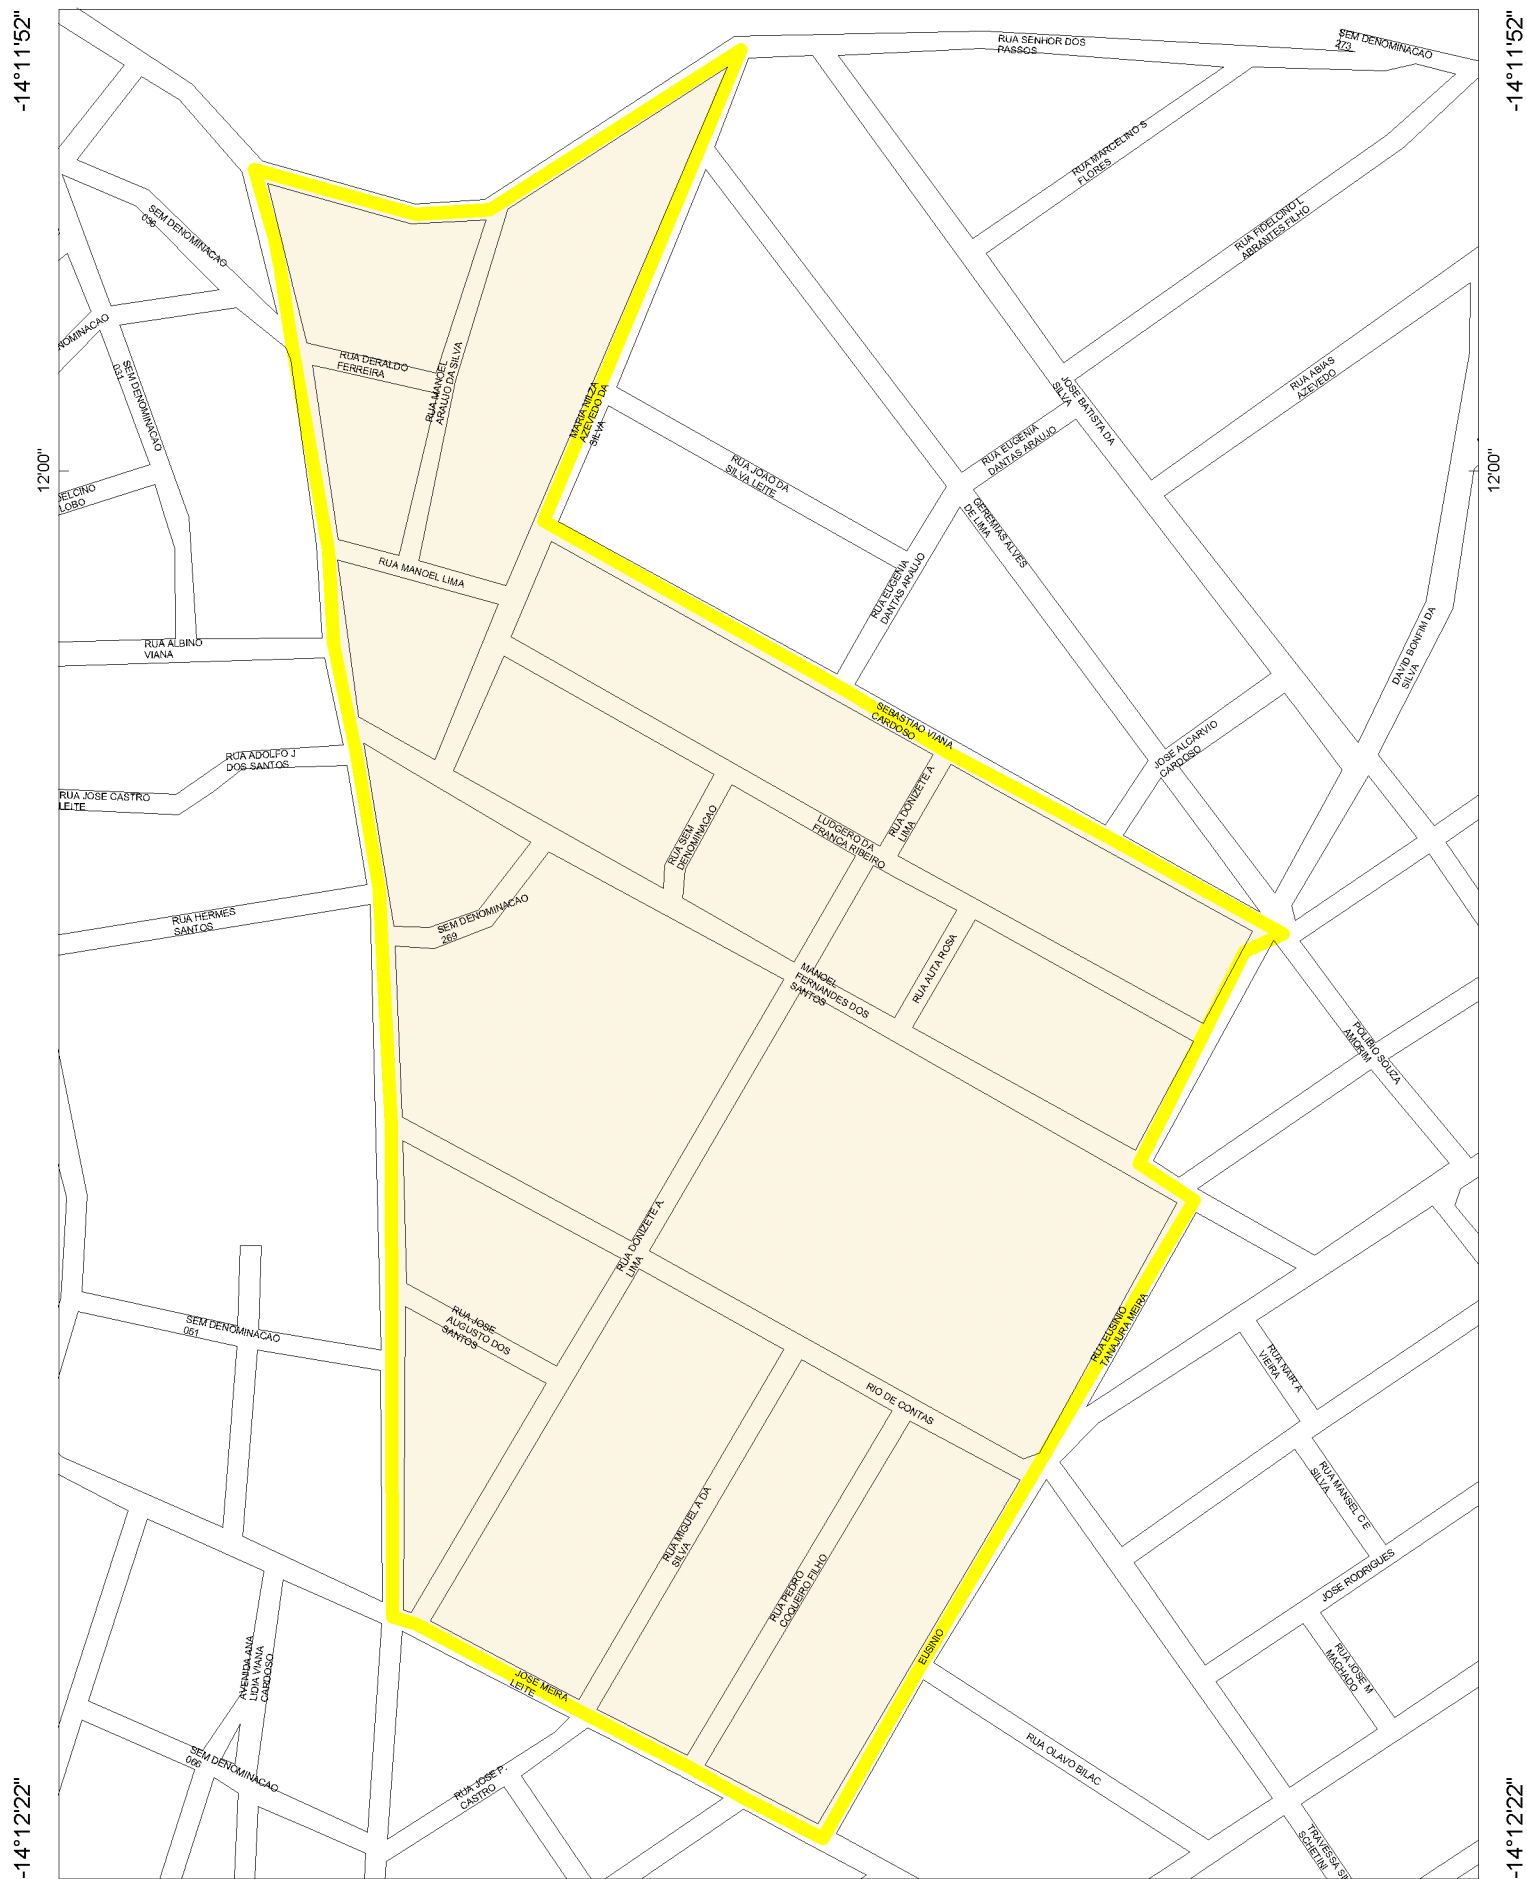 -14°11'52"
-14°11'52"
RUA SENHOR DOS
PASSOS
SEM DENOMINACAO
273
RUA MARCELINO S
FLORES
SEM DENOMINACAO
036
RUA FIDELCINO L
ABRANTES FILHO
NOMINACAO
SEM DENOMINACAO
031
RUA DERALDO
FERREIRA
RUA MANOEL
ARAUJO DA SILVA
MARIA NILZA
AZEVEDO DA
SILVA
JOSE BATISTA DA
SILVA
RUA ABIAS
AZEVEDO
RUA EUGENIA
DANTAS ARAUJO
RUA JOAO DA
SILVA LEITE
12'00"
12'00"
DELCINO
LOBO
GEREMIAS ALVES
DE LIMA
RUA MANOEL LIMA
RUA EUGENIA
DANTAS ARAUJO
RUA ALBINO
VIANA
DAVID BONFIM DA
SILVA
SEBASTIAO VIANA
CARDOSO
JOSE ALCARVIO
CARDOSO
RUA ADOLFO J
DOS SANTOS
RUA JOSE CASTRO
LEITE
RUA DONIZETE A
LIMA
RUA SEM
DENOMINACAO
LUDGERO DA
FRANCA RIBEIRO
RUA HERMES
SANTOS
SEM DENOMINACAO
269
RUA AUTA ROSA
MANOEL
FERNANDES DOS
SANTOS
POLIBIO SOUZA
AMORIM
RUA DONIZETE A
LIMA
SEM DENOMINACAO
051
RUA JOSE
AUGUSTO DOS
SANTOS
RUA EUSINIO
TANAJURA MEIRA
RUA NAIR A
VIEIRA
RIO DE CONTAS
RUA MANSEL C E
SILVA
RUA MIGUEL A DA
SILVA
RUA PEDRO
COQUEIRO FILHO
JOSE RODRIGUES
EUSINIO
AVENIDA ANA
LIDIA VIANA
CARDOSO
JOSE MEIRA
LEITE
RUA JOSE M
MACHADO
SEM DENOMINACAO
066
RUA JOSE P.
CASTRO
RUA OLAVO BILAC
-14°12'22"
-14°12'22"
TRAVESSA
SCHETINI